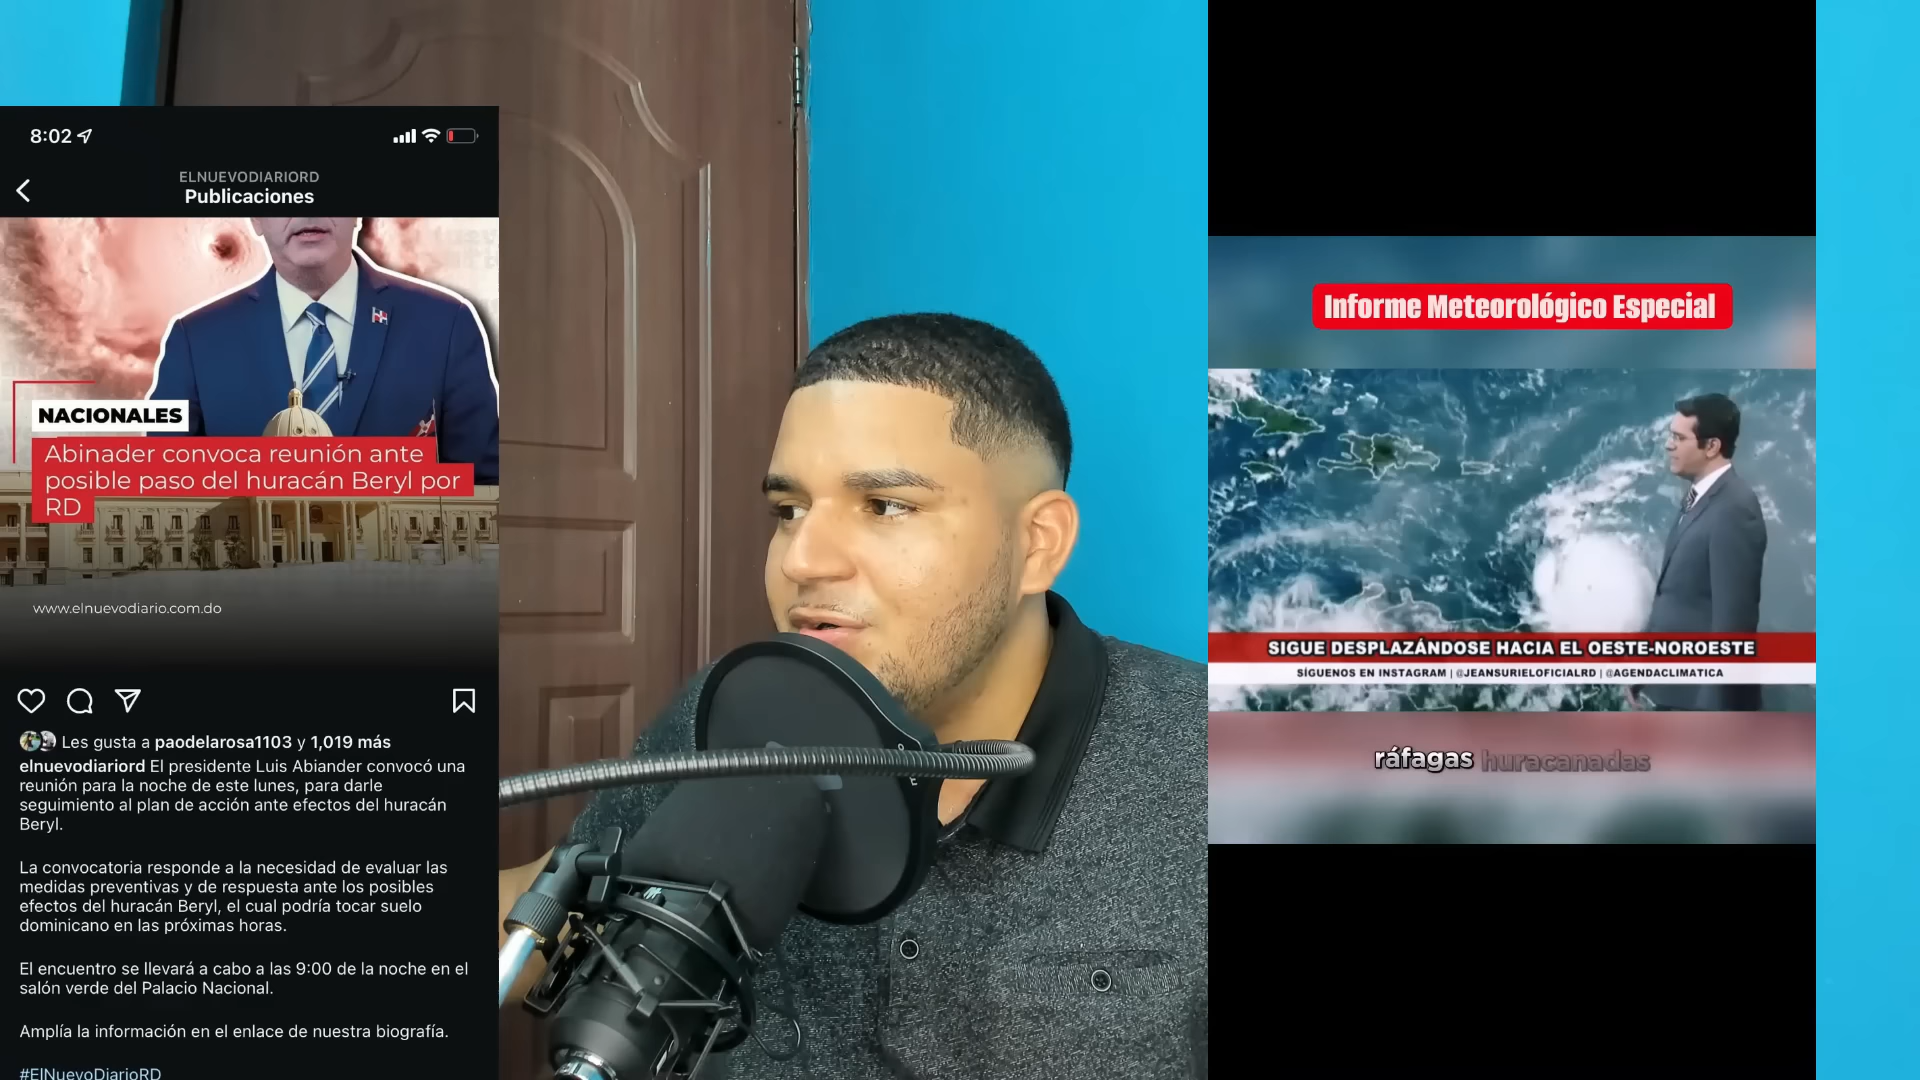 8:02
ELNUEVODIARIORD
Publicaciones
NACIONALES
Abinader convoca reunión ante
posible paso del huracán Beryl por
RD
www.elnuevodiario.com.do
Les gusta a paodelarosa1103 y 1,019 más
elnuevodiariord El presidente Luis Abiander convocó una
reunión para la noche de este lunes, para darle
seguimiento al plan de acción ante efectos del huracán
Beryl.
La convocatoria responde a la necesidad de evaluar las
medidas preventivas y de respuesta ante los posibles
efectos del huracán Beryl, el cual podría tocar suelo
dominicano en las próximas horas.
El encuentro se llevará a cabo a las 9:00 de la noche en el
salón verde del Palacio Nacional.
Amplía la información en el enlace de nuestra biografía.
#ElNuevoDiarioRD
Informe Meteorológico Especial
SIGUE DESPLAZÁNDOSE HACIA EL OESTE-NOROESTE
SÍGUENOS EN INSTAGRAM | @JEANSURIELOFICIALRD | @AGENDACLIMATICA
ráfagas huracanadas